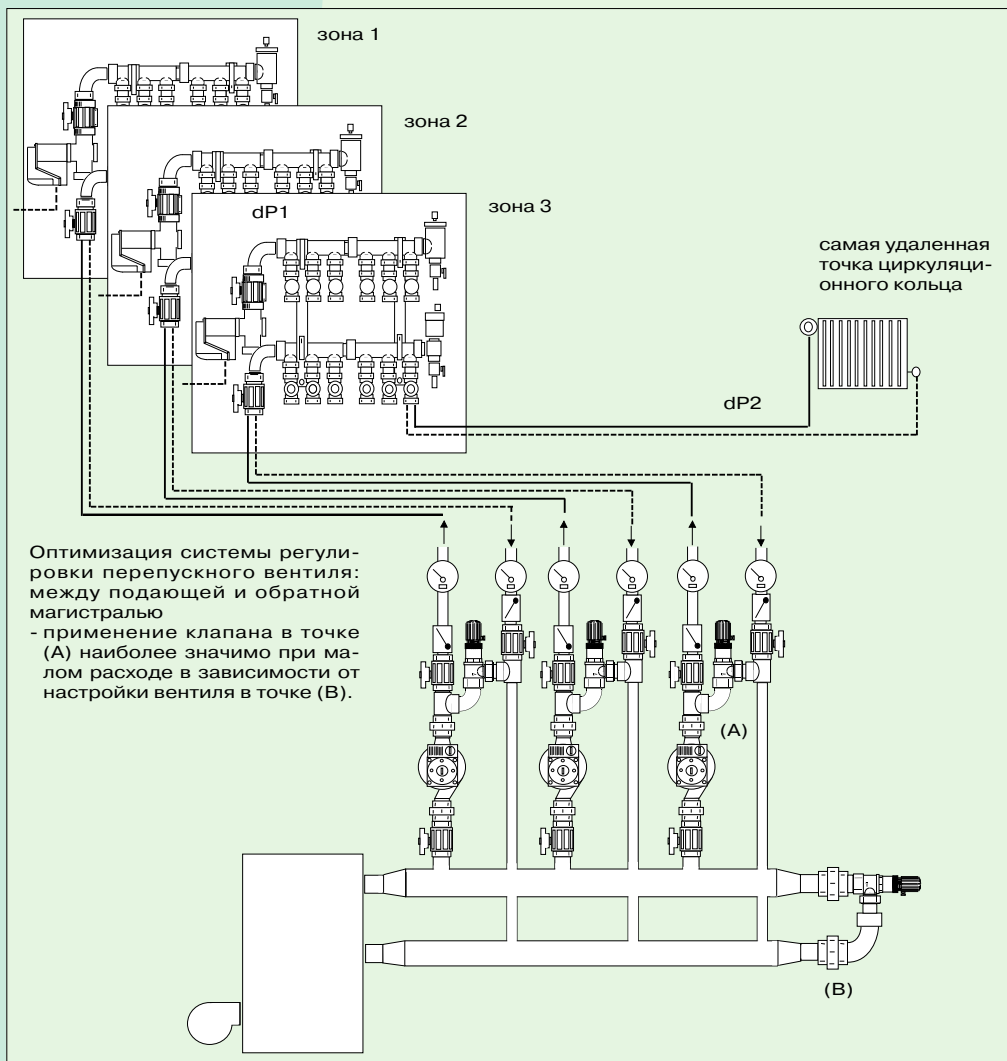 зона 1
зона 2
зона 3
dP1
самая удаленная
точка циркуляци-
онного кольца
dP2
Оптимизация системы регули-
ровки перепускного вентиля:
между подающей и обратной
магистралью
- применение клапана в точке
(А) наиболее значимо при ма-
лом расходе в зависимости от
настройки вентиля в точке (В).
(A)
(B)